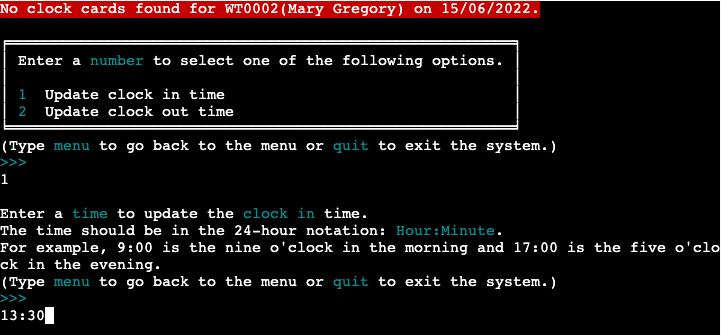 No clock cards found for WT0002(Mary Gregory) on 15/06/2022.
Enter a number to select one of the following options.
1 Update clock in time
2 Update clock out time
(Type menu to go back to the menu or quit to exit the system.)
>>>
1
Enter a time to update the clock in time.
The time should be in the 24-hour notation: Hour:Minute.
For example, 9:00 is the nine o'clock in the morning and 17:00 is the five o'clo
ck in the evening.
(Type menu to go back to the menu or quit to exit the system.)
>>>
13:30